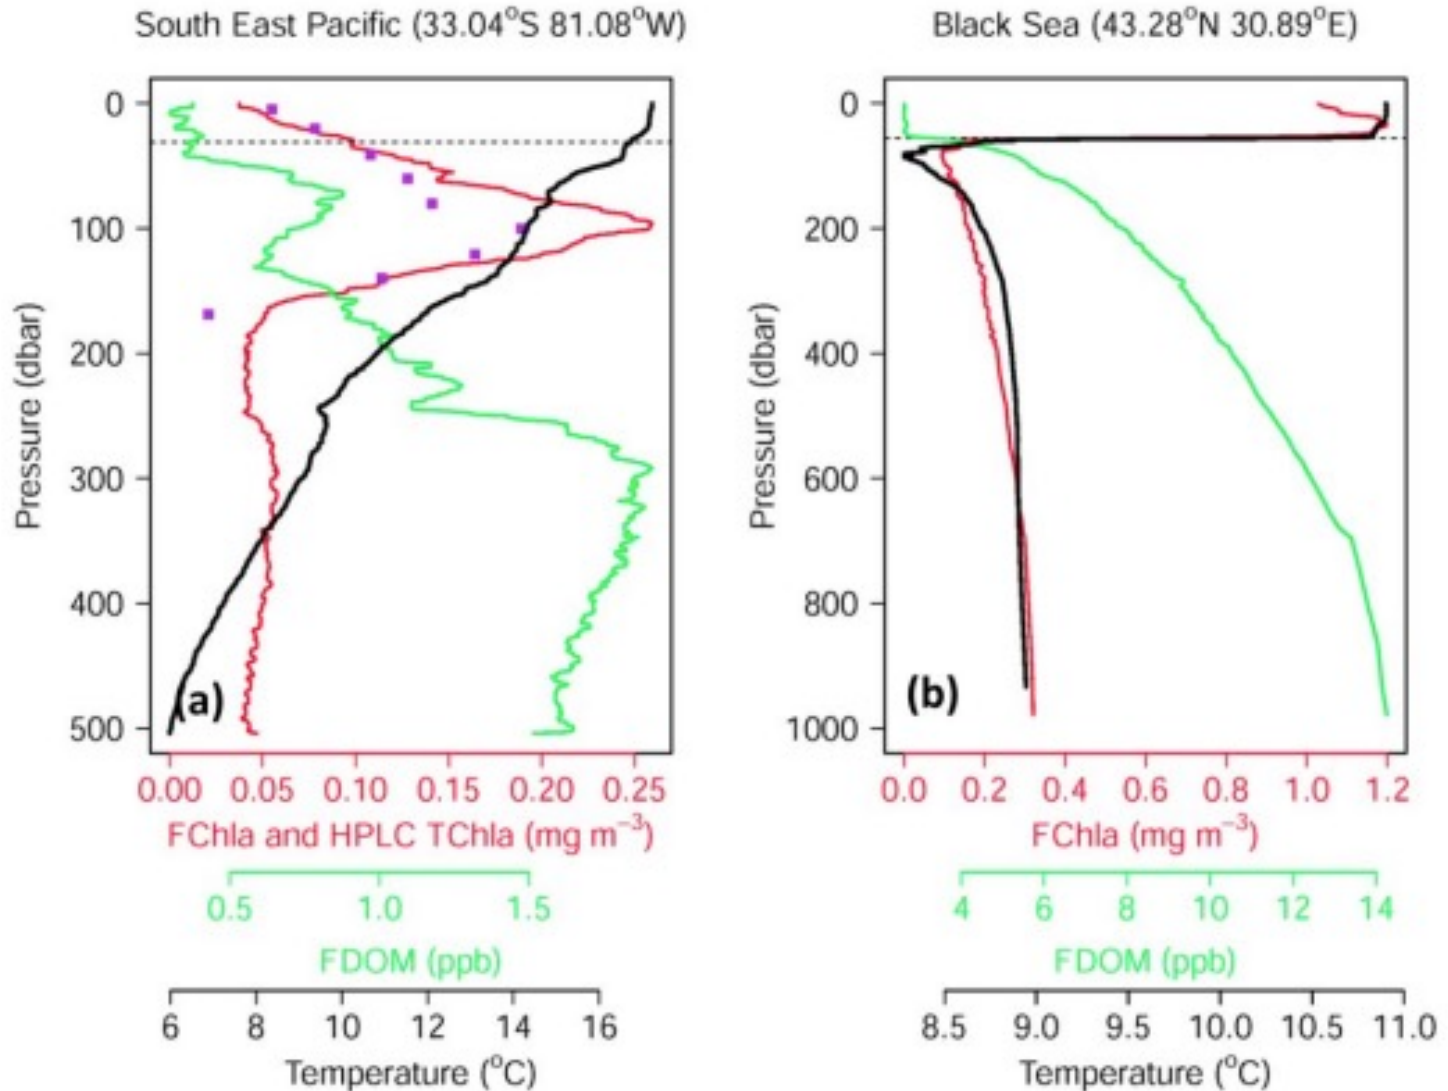 South East Pacific (33.04°S 81.08°W)
0
100
200
300
400
500
Pressure (dbar)
(a)
0.00 0.05 0.10 0.15 0.20 0.25
FChla and HPLC TChla (mg m⁻³)
0.5 1.0 1.5
FDOM (ppb)
6 8 10 12 14 16
Temperature (°C)
Black Sea (43.28°N 30.89°E)
0
200
400
600
800
1000
Pressure (dbar)
(b)
0.0 0.2 0.4 0.6 0.8 1.0 1.2
FChla (mg m⁻³)
4 6 8 10 12 14
FDOM (ppb)
8.5 9.0 9.5 10.0 10.5 11.0
Temperature (°C)